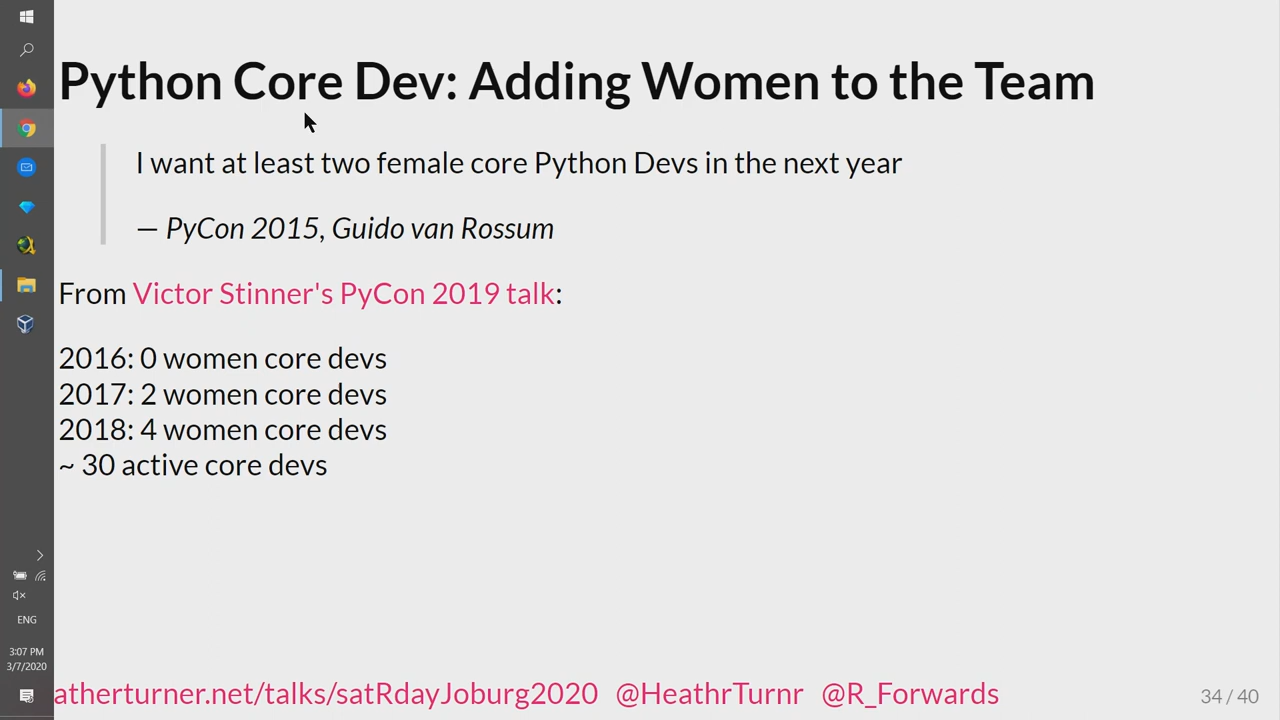 Python Core Dev: Adding Women to the Team
I want at least two female core Python Devs in the next year
— PyCon 2015, Guido van Rossum
From Victor Stinner's PyCon 2019 talk:
2016: 0 women core devs
2017: 2 women core devs
2018: 4 women core devs
~ 30 active core devs
ENG
3:07 PM
3/7/2020
atherturner.net/talks/satRdayJoburg2020 @HeathrTurnr @R_Forwards
34 / 40